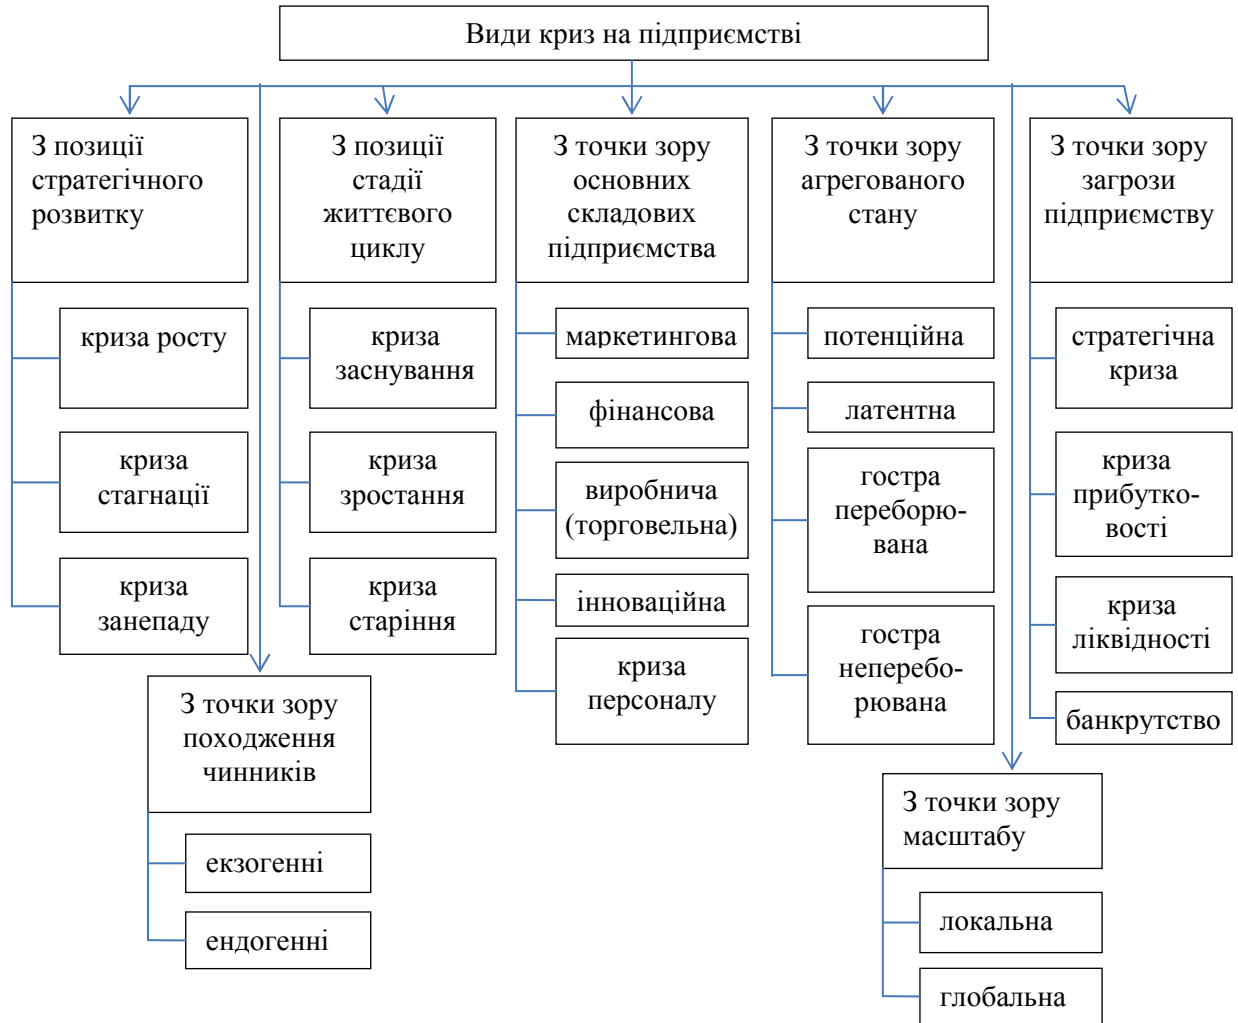 Види криз на підприємстві
З позиції
стратегічного
розвитку
криза росту
криза
стагнації
криза
занепаду
З позиції
стадії
життєвого
циклу
криза
заснування
криза
зростання
криза
старіння
З точки зору
основних
складових
підприємства
маркетингова
фінансова
виробнича
(торговельна)
інноваційна
криза
персоналу
З точки зору
агрегованого
стану
потенційна
латентна
гостра
переборю-
вана
гостра
неперебо-
рювана
З точки зору
загрози
підприємству
стратегічна
криза
криза
прибутко-
вості
криза
ліквідності
банкрутство
З точки зору
походження
чинників
екзогенні
ендогенні
З точки зору
масштабу
локальна
глобальна